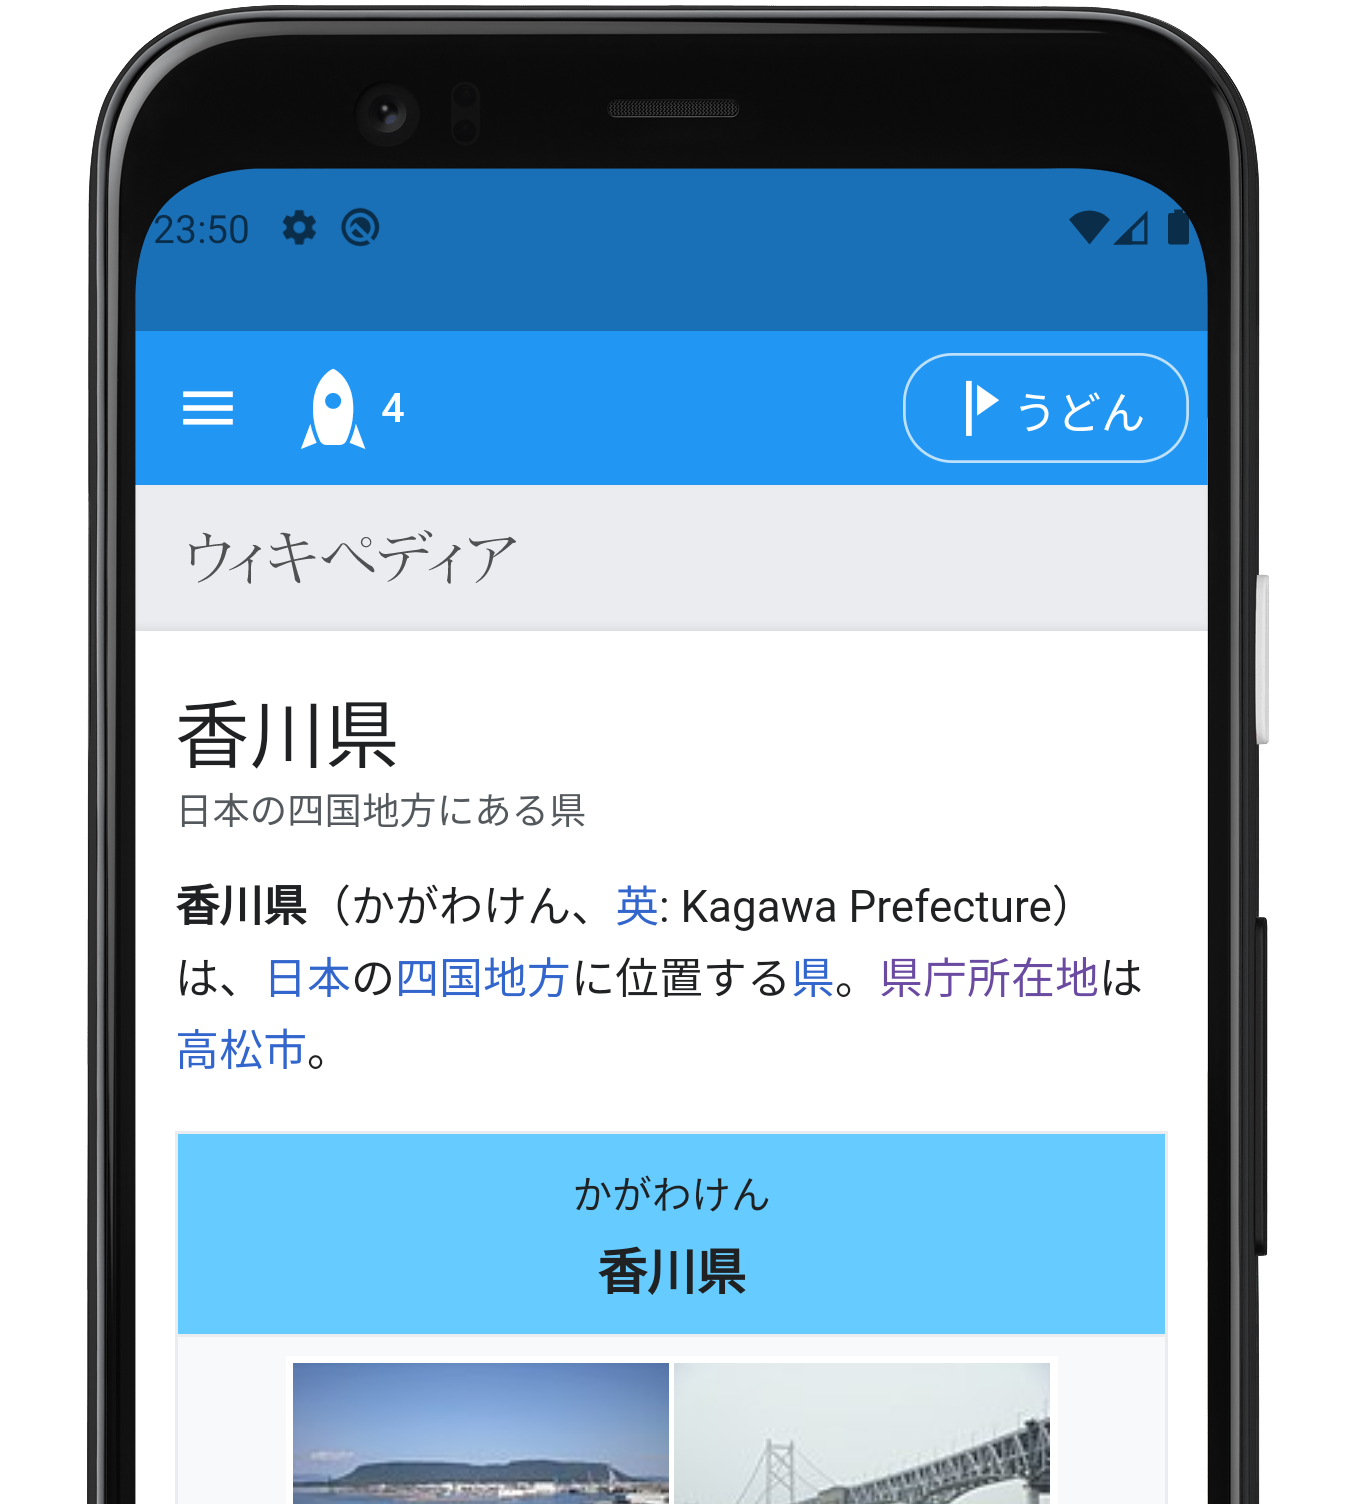 23:50
4
うどん
ウィキペディア
香川県
日本の四国地方にある県
香川県（かがわけん、英: Kagawa Prefecture）
は、日本の四国地方に位置する県。県庁所在地は
高松市。
かがわけん
香川県